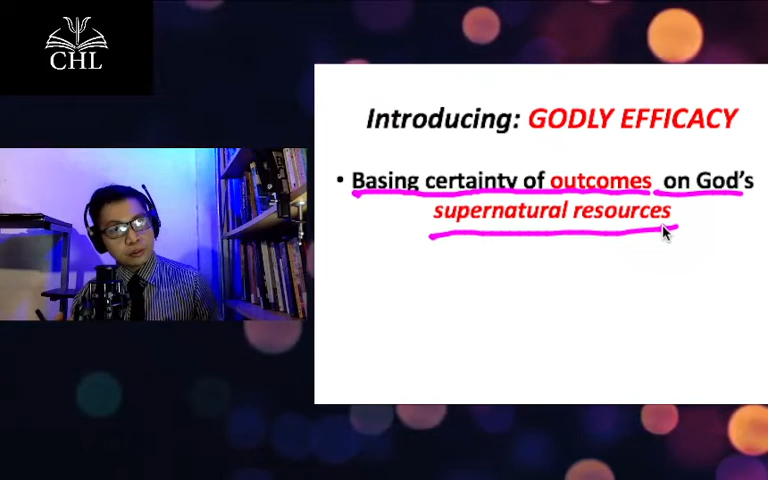 CHL
Introducing: GODLY EFFICACY
• Basing certainty of outcomes on God's
supernatural resources